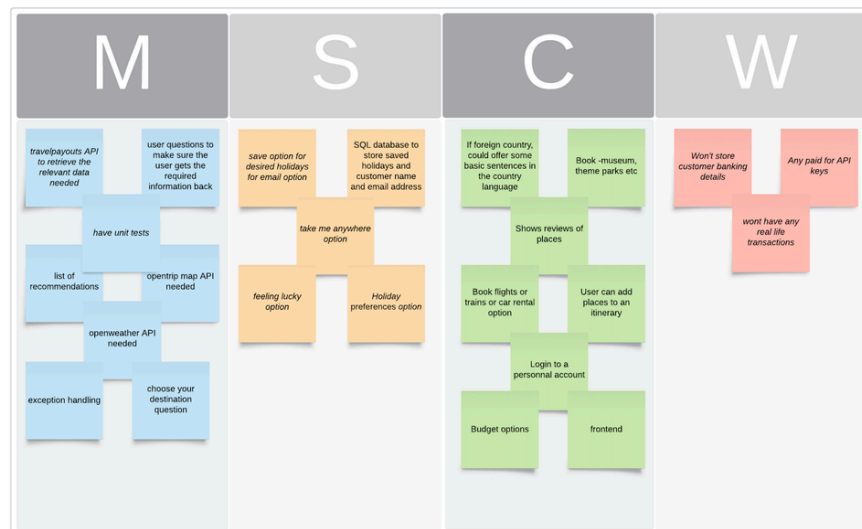 M
S
C
W
travelpayouts API
to retrieve the
relevant data
needed
user questions to
make sure the
user gets the
required
information back
have unit tests
list of
recommendations
opentrip map API
needed
openweather API
needed
exception handling
choose your
destination
question
save option for
desired holidays
for email option
SQL database to
store saved
holidays and
customer name
and email address
take me anywhere
option
feeling lucky
option
Holiday
preferences option
If foreign country,
could offer some
basic sentences in
the country
language
Book -museum,
theme parks etc
Shows reviews of
places
Book flights or
trains or car rental
option
User can add
places to an
itinerary
Login to a
personnal account
Budget options
frontend
Won't store
customer banking
details
Any paid for API
keys
wont have any
real life
transactions